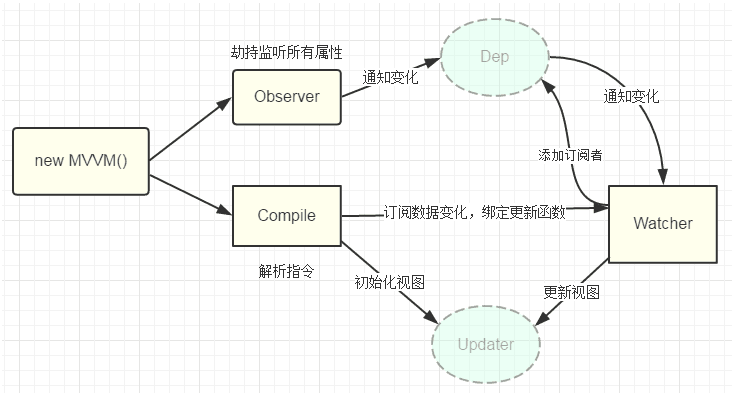 劫持监听所有属性
Dep
Observer
通知变化
通知变化
new MVVM()
添加订阅者
Compile
订阅数据变化，绑定更新函数
Watcher
解析指令
初始化视图
更新视图
Updater